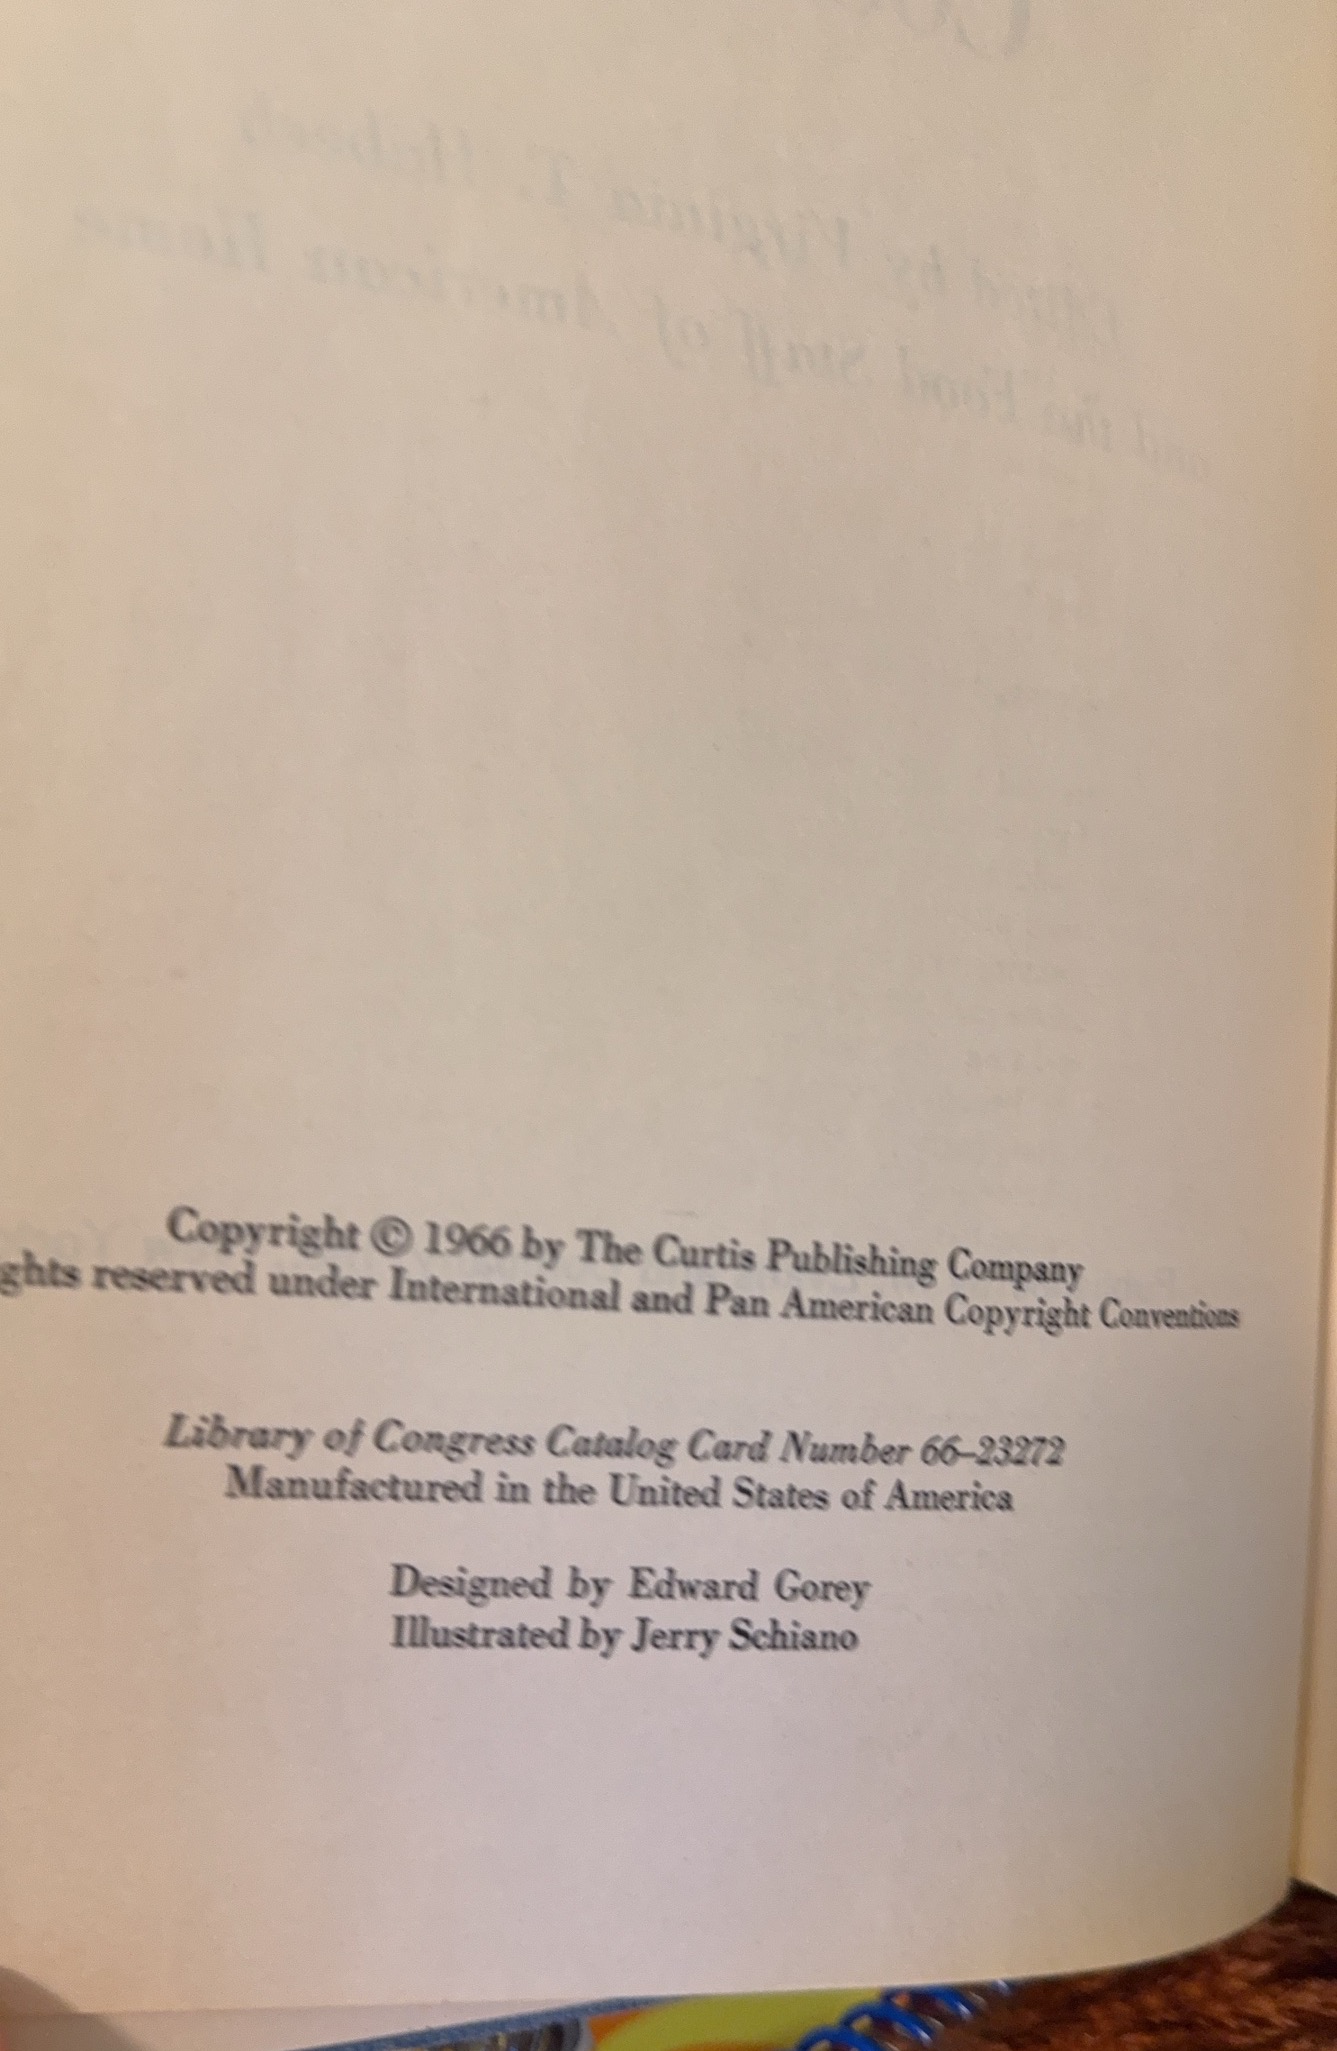 Copyright © 1966 by The Curtis Publishing Company
ghts reserved under International and Pan American Copyright Conventions
Library of Congress Catalog Card Number 66–23272
Manufactured in the United States of America
Designed by Edward Gorey
Illustrated by Jerry Schiano